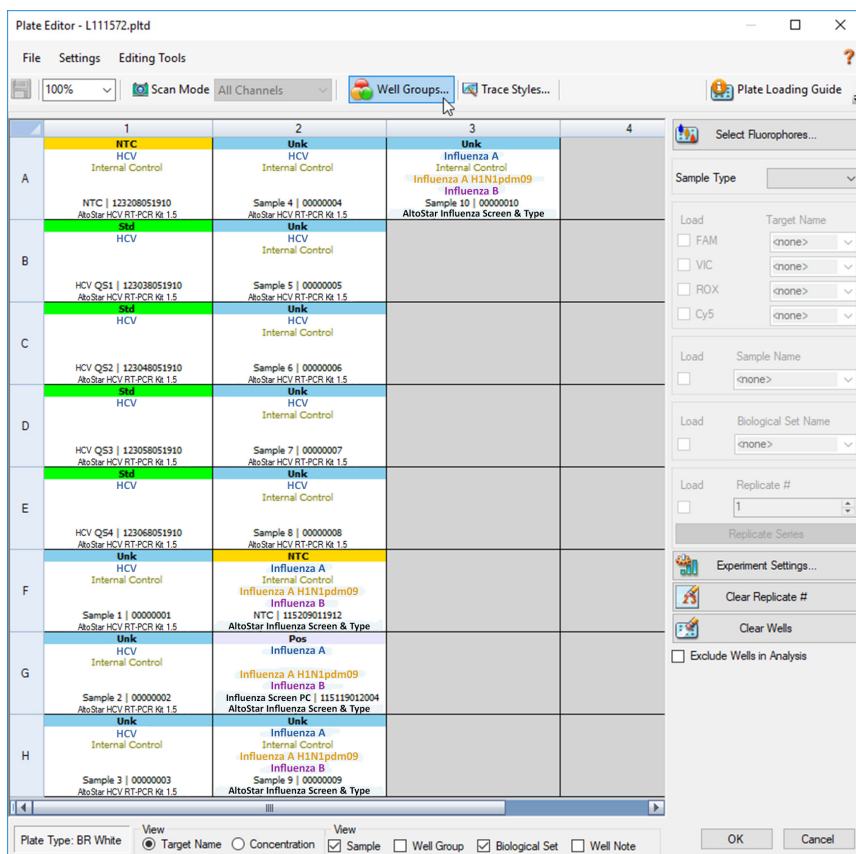 Plate Editor - L111572.pltd
File Settings Editing Tools ?
100% Scan Mode All Channels Well Groups... Trace Styles... Plate Loading Guide
1 2 3 4
A
NTC
HCV
Internal Control
NTC | 123208051910
AltoStar HCV RT-PCR Kit 1.5
Unk
HCV
Internal Control
Sample 4 | 00000004
AltoStar HCV RT-PCR Kit 1.5
Unk
Influenza A
Internal Control
Influenza A H1N1pdm09
Influenza B
Sample 10 | 00000010
AltoStar Influenza Screen & Type
B
Std
HCV
HCV QS1 | 123038051910
AltoStar HCV RT-PCR Kit 1.5
Unk
HCV
Internal Control
Sample 5 | 00000005
AltoStar HCV RT-PCR Kit 1.5
C
Std
HCV
HCV QS2 | 123048051910
AltoStar HCV RT-PCR Kit 1.5
Unk
HCV
Internal Control
Sample 6 | 00000006
AltoStar HCV RT-PCR Kit 1.5
D
Std
HCV
HCV QS3 | 123058051910
AltoStar HCV RT-PCR Kit 1.5
Unk
HCV
Internal Control
Sample 7 | 00000007
AltoStar HCV RT-PCR Kit 1.5
E
Std
HCV
HCV QS4 | 123068051910
AltoStar HCV RT-PCR Kit 1.5
Unk
HCV
Internal Control
Sample 8 | 00000008
AltoStar HCV RT-PCR Kit 1.5
F
Unk
HCV
Internal Control
Sample 1 | 00000001
AltoStar HCV RT-PCR Kit 1.5
NTC
Influenza A
Internal Control
Influenza A H1N1pdm09
Influenza B
NTC | 115209011912
AltoStar Influenza Screen & Type
G
Unk
HCV
Internal Control
Sample 2 | 00000002
AltoStar HCV RT-PCR Kit 1.5
Pos
Influenza A
Influenza A H1N1pdm09
Influenza B
Influenza Screen PC | 115119012004
AltoStar Influenza Screen & Type
H
Unk
HCV
Internal Control
Sample 3 | 00000003
AltoStar HCV RT-PCR Kit 1.5
Unk
Influenza A
Internal Control
Influenza A H1N1pdm09
Influenza B
Sample 9 | 00000009
AltoStar Influenza Screen & Type
Select Fluorophores...
Sample Type
Load Target Name
FAM <none>
VIC <none>
ROX <none>
Cy5 <none>
Load Sample Name
<none>
Load Biological Set Name
<none>
Load Replicate #
1
Replicate Series
Experiment Settings...
Clear Replicate #
Clear Wells
Exclude Wells in Analysis
Plate Type: BR White
View
Target Name Concentration
View
Sample Well Group Biological Set Well Note
OK Cancel